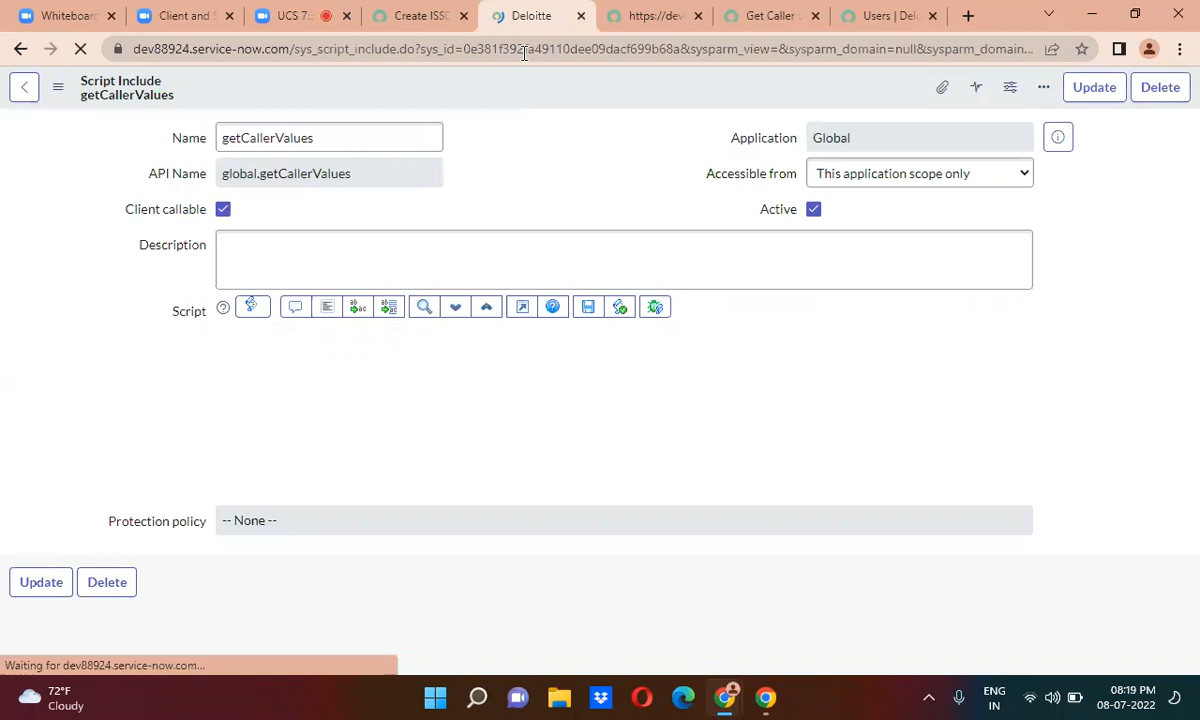 Whiteboard
Client and S
UCS 7:3
Create ISSC
Deloitte
https://dev
Get Caller
Users | Del
dev88924.service-now.com/sys_script_include.do?sys_id=0e381f392fa49110dee09dacf699b68a&sysparm_view=&sysparm_domain=null&sysparm_domain...
Script Include
getCallerValues
Update
Delete
Name
getCallerValues
Application
Global
API Name
global.getCallerValues
Accessible from
This application scope only
Client callable
Active
Description
Script
Protection policy
-- None --
Update
Delete
Waiting for dev88924.service-now.com...
72°F
Cloudy
ENG
IN
08:19 PM
08-07-2022